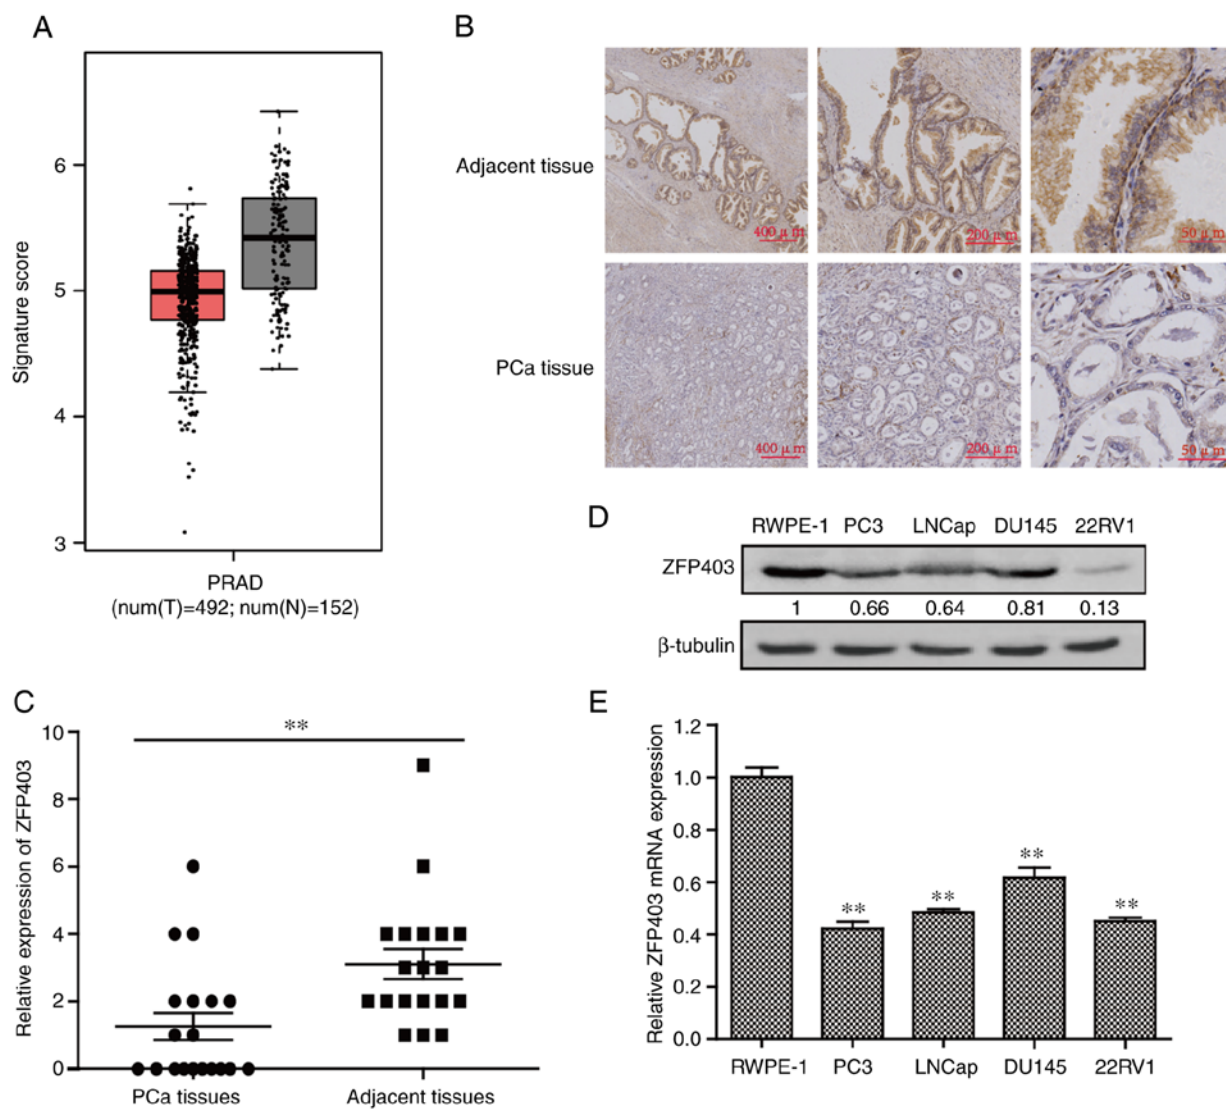 A
6
5
4
3
Signature score
PRAD
(num(T)=492; num(N)=152)
B
Adjacent tissue
400 μm
200 μm
50 μm
PCa tissue
400 μm
200 μm
50 μm
D
RWPE-1 PC3 LNCap DU145 22RV1
ZFP403
1 0.66 0.64 0.81 0.13
β-tubulin
C
**
10
8
6
4
2
0
Relative expression of ZFP403
PCa tissues Adjacent tissues
E
1.2
1.0
0.8
0.6
0.4
0.2
0.0
Relative ZFP403 mRNA expression
** ** ** **
RWPE-1 PC3 LNCap DU145 22RV1